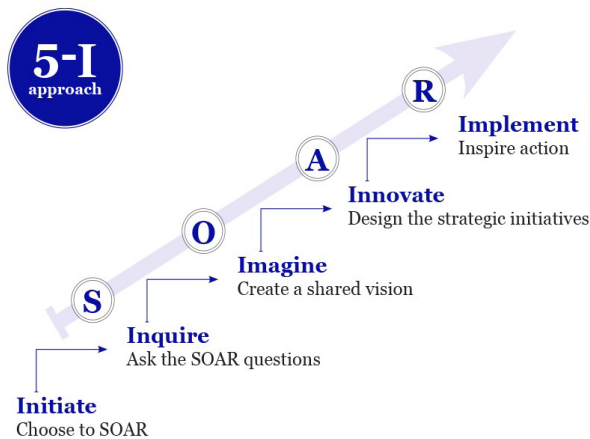 5-I
approach
R
Implement
Inspire action
A
Innovate
Design the strategic initiatives
O
Imagine
Create a shared vision
S
Inquire
Ask the SOAR questions
Initiate
Choose to SOAR